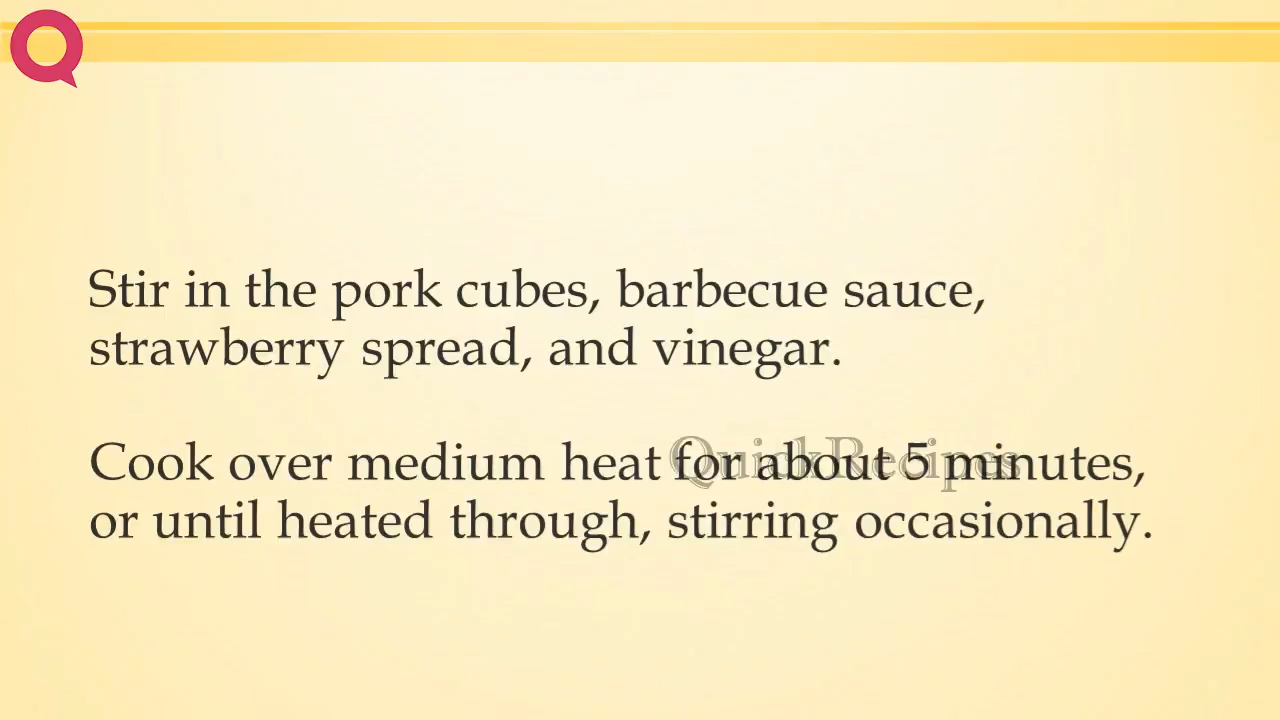 Stir in the pork cubes, barbecue sauce,
strawberry spread, and vinegar.
Cook over medium heat for about 5 minutes,
or until heated through, stirring occasionally.
QuickRecipes